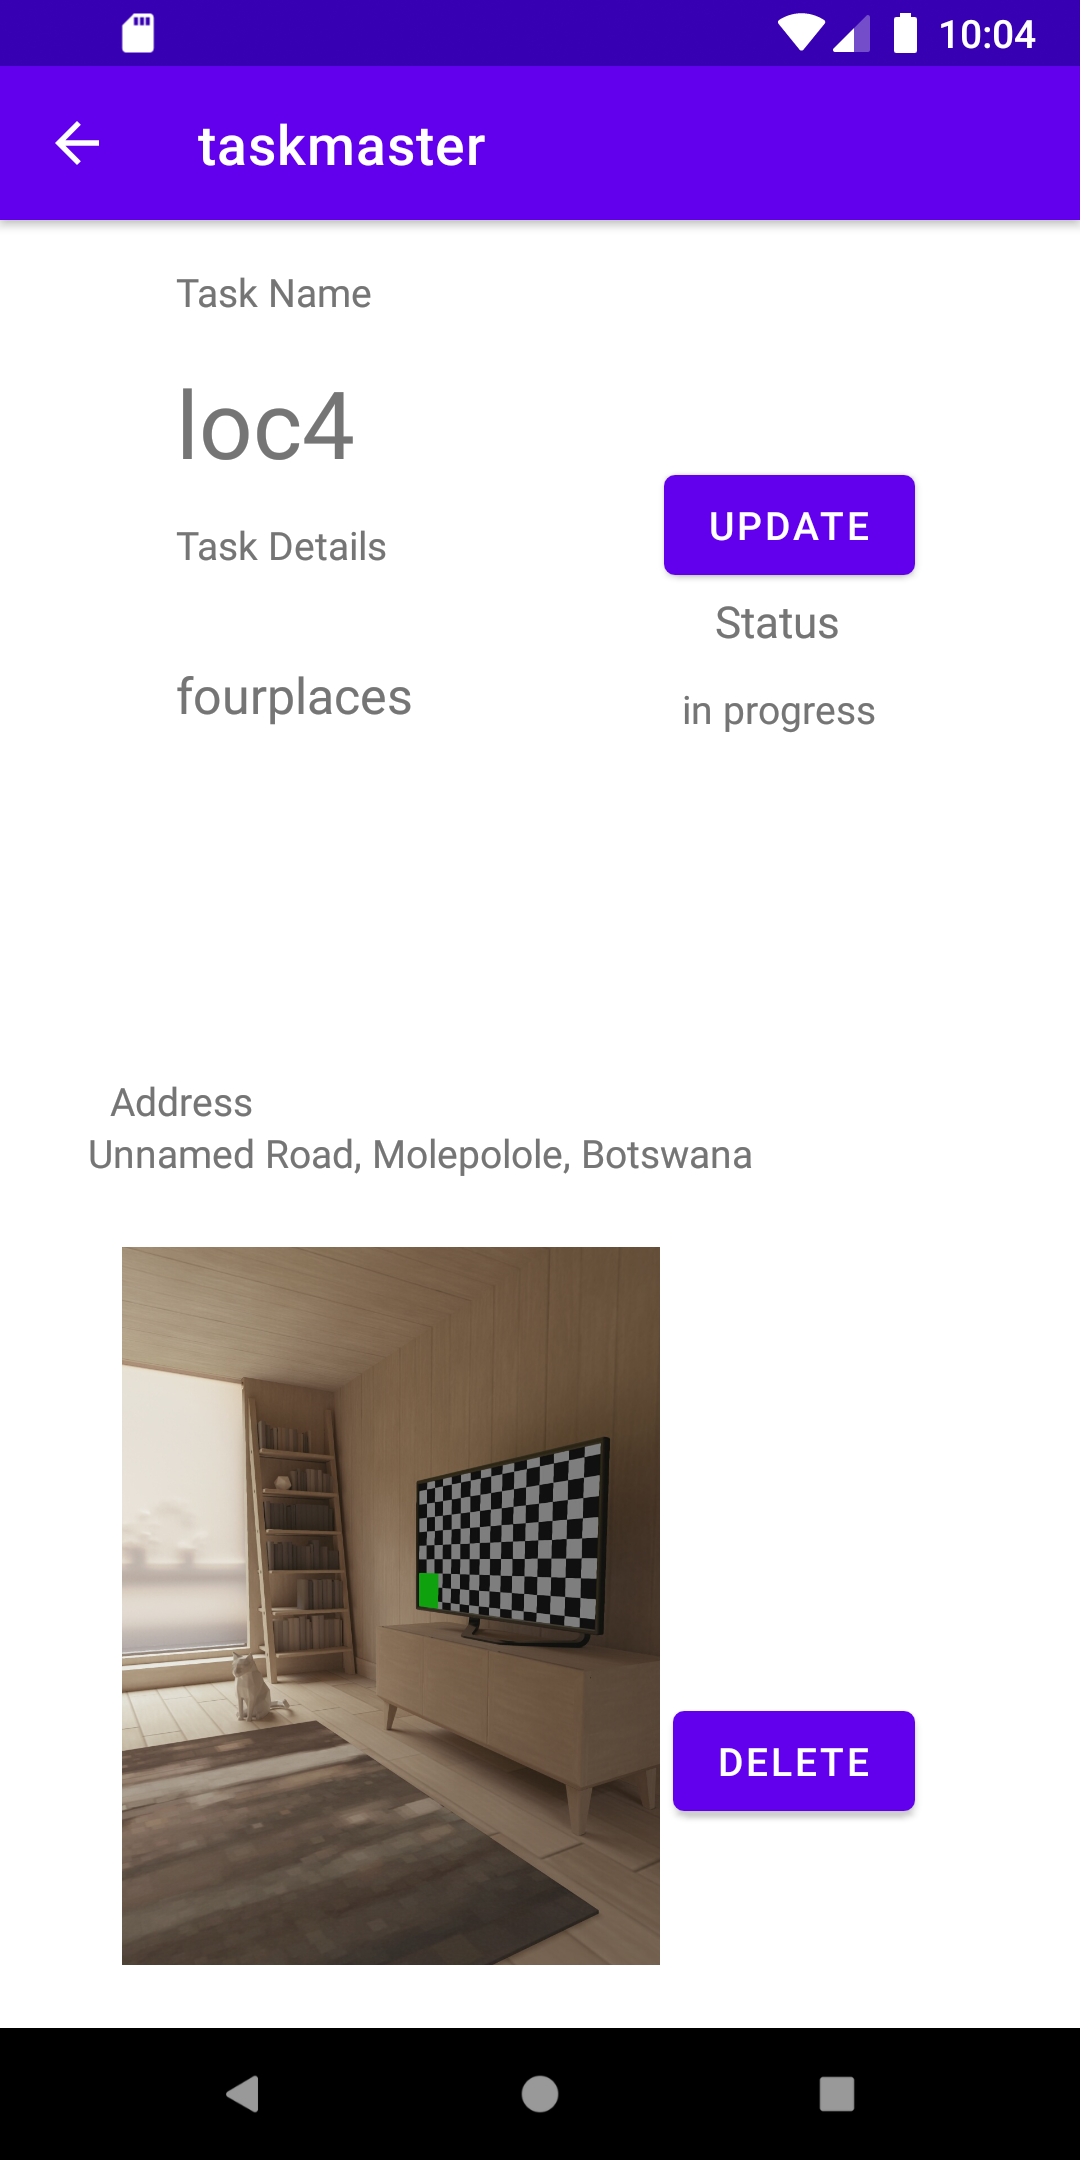 10:04
taskmaster
Task Name
loc4
UPDATE
Task Details
Status
fourplaces
in progress
Address
Unnamed Road, Molepolole, Botswana
DELETE